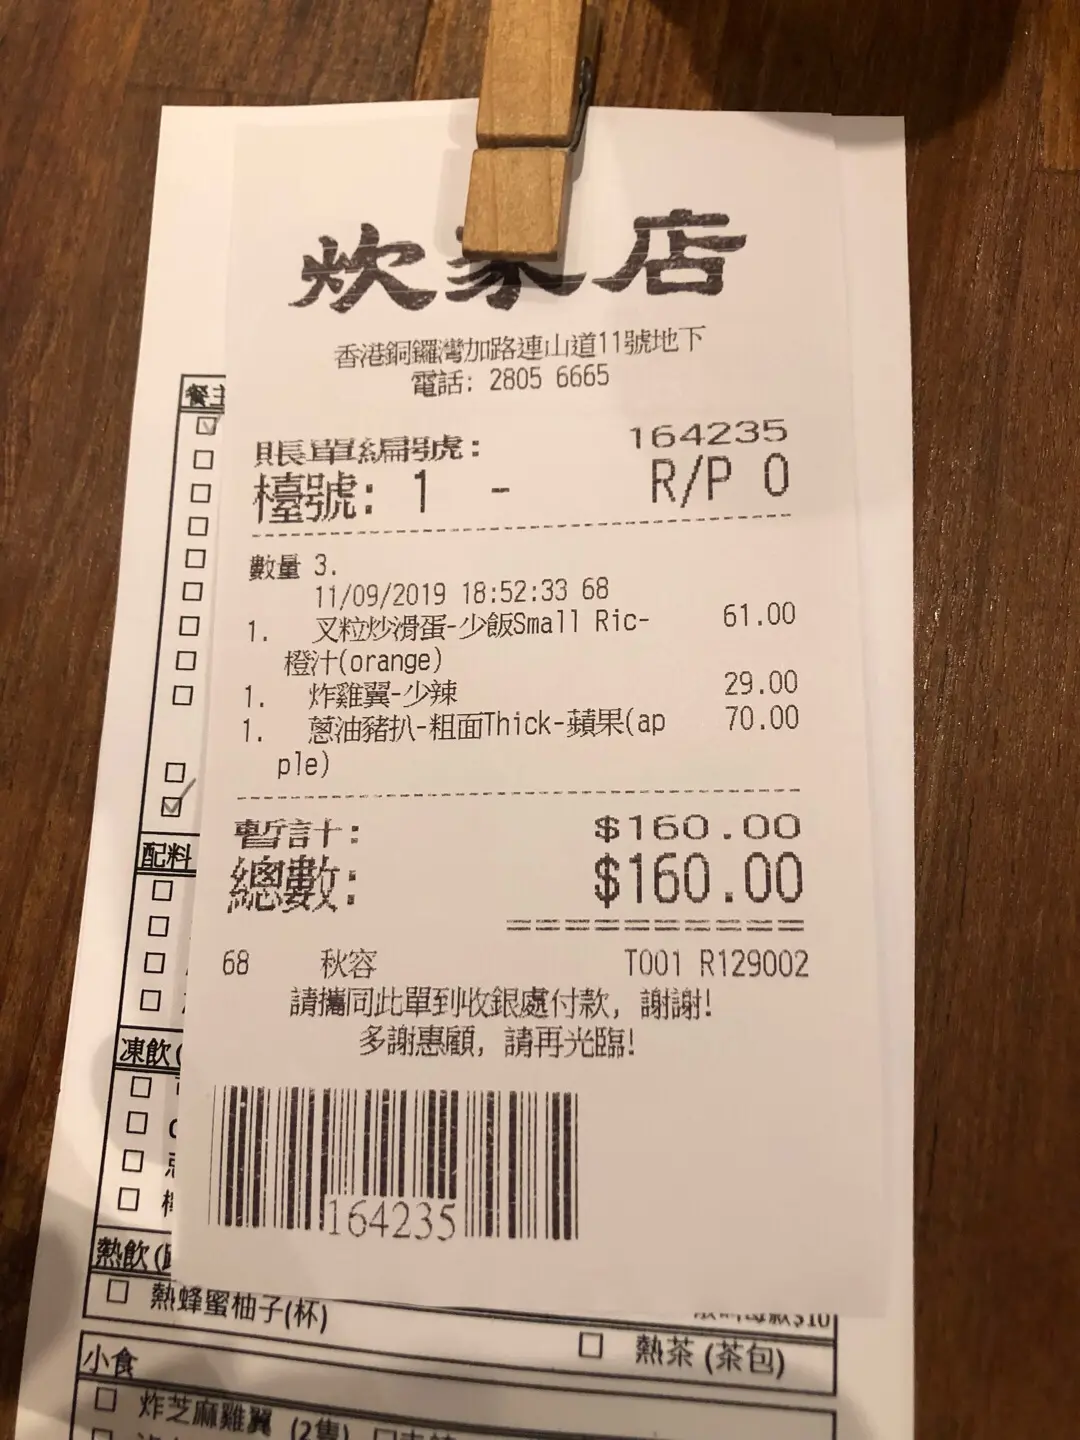 炊家店
香港銅鑼灣加路連山道11號地下
電話: 2805 6665
賬單編號: 164235
檯號: 1 - R/P 0
數量 3.
11/09/2019 18:52:33 68
1. 叉粒炒滑蛋-少飯Small Ric- 61.00
橙汁(orange)
1. 炸雞翼-少辣 29.00
1. 蔥油豬扒-粗面Thick-蘋果(ap 70.00
ple)
暫計: $160.00
總數: $160.00
68 秋容 T001 R129002
請攜同此單到收銀處付款, 謝謝!
多謝惠顧, 請再光臨!
164235
餐主
配料
凍飲(
熱飲(
熱蜂蜜柚子(杯)
熱茶 (茶包)
小食
炸芝麻雞翼 (2隻)